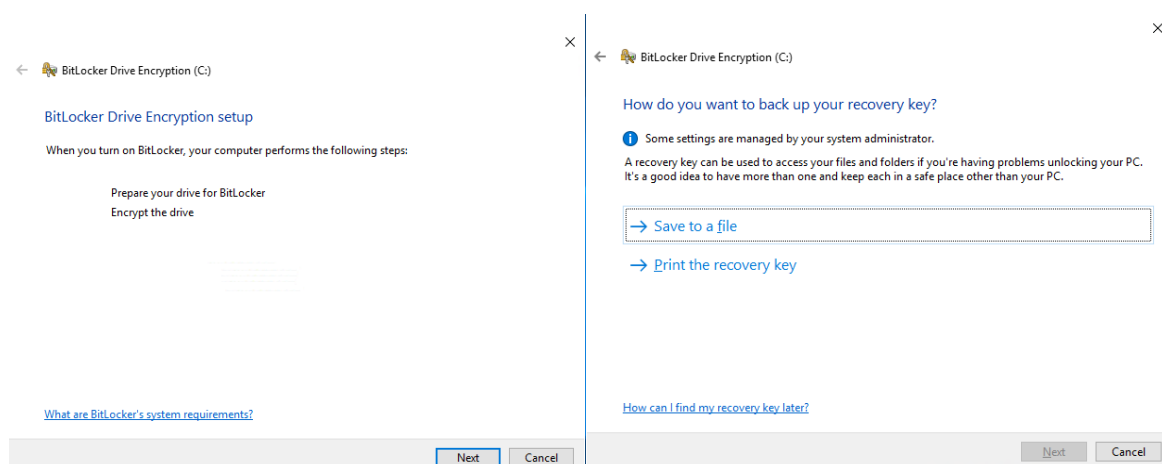 BitLocker Drive Encryption (C:)
BitLocker Drive Encryption setup
When you turn on BitLocker, your computer performs the following steps:
Prepare your drive for BitLocker
Encrypt the drive
What are BitLocker's system requirements?
Next
Cancel
BitLocker Drive Encryption (C:)
How do you want to back up your recovery key?
Some settings are managed by your system administrator.
A recovery key can be used to access your files and folders if you're having problems unlocking your PC.
It's a good idea to have more than one and keep each in a safe place other than your PC.
Save to a file
Print the recovery key
How can I find my recovery key later?
Next
Cancel